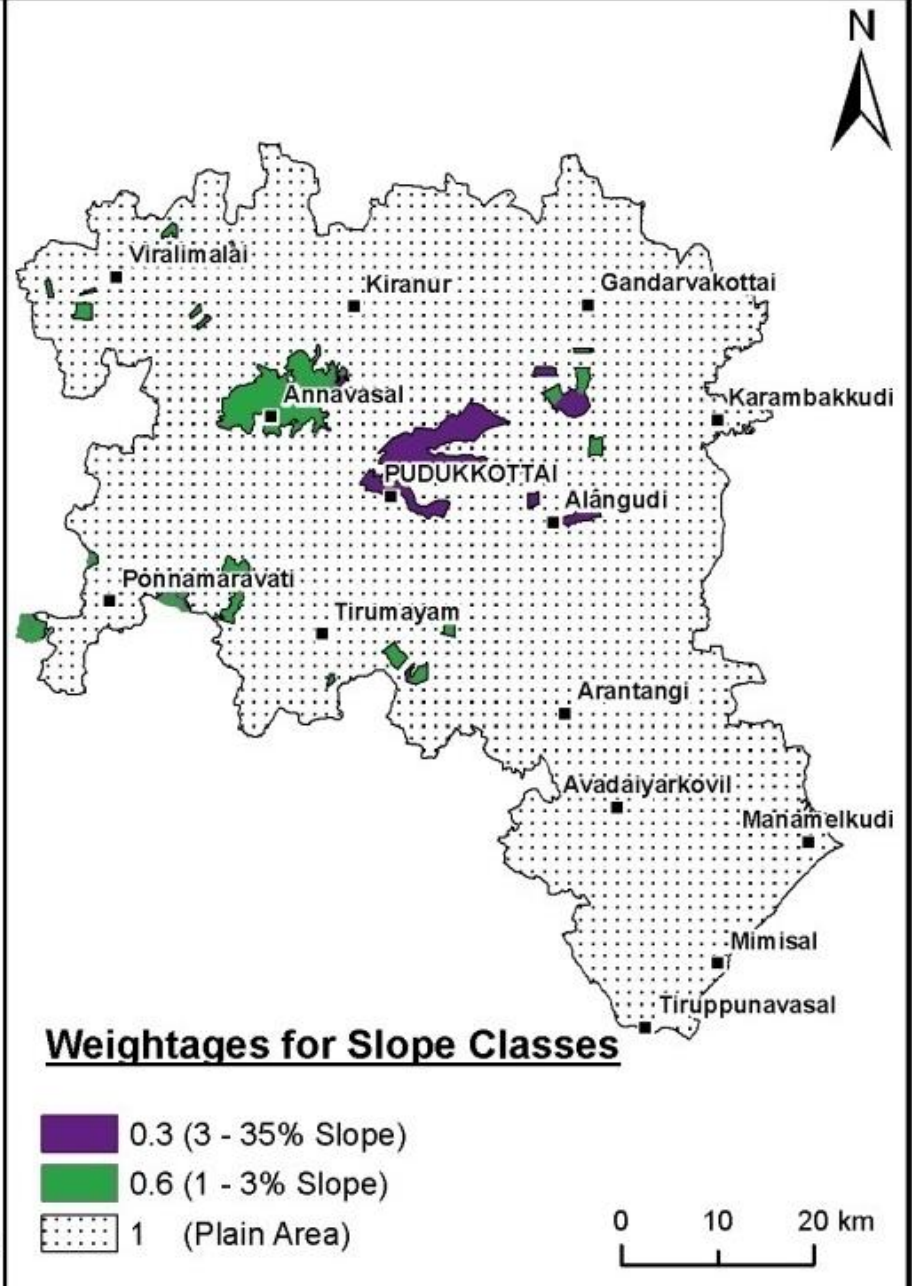 N
Viralimalai
Kiranur
Gandarvakottai
Annavasal
Karambakkudi
PUDUKKOTTAI
Alangudi
Ponnamaravati
Tirumayam
Arantangi
Avadaiyarkovil
Manamelkudi
Mimisal
Tiruppunavasal
Weightages for Slope Classes
0.3 (3 - 35% Slope)
0.6 (1 - 3% Slope)
1 (Plain Area)
0 10 20 km